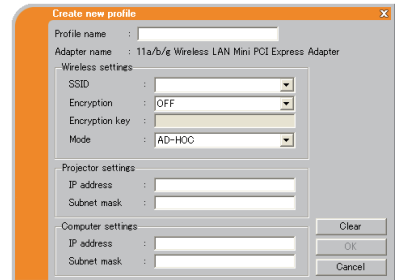 Create new profile
Profile name :
Adapter name : 11a/b/g Wireless LAN Mini PCI Express Adapter
Wireless settings
SSID :
Encryption : OFF
Encryption key :
Mode : AD-HOC
Projector settings
IP address :
Subnet mask :
Computer settings
IP address :
Subnet mask :
Clear
OK
Cancel